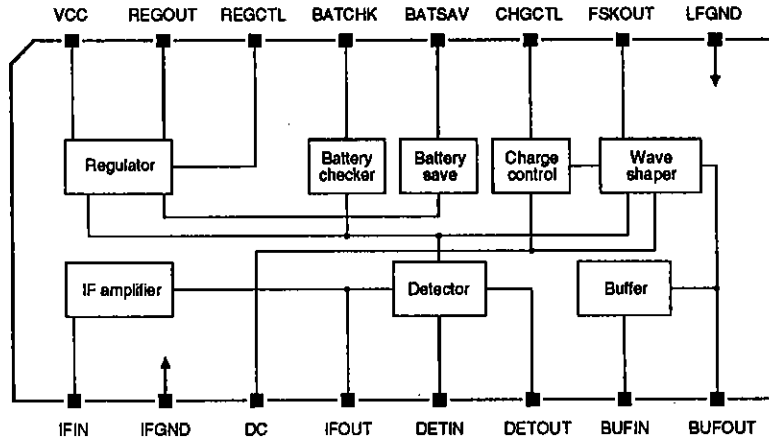 VCC REGOUT REGCTL BATCHK BATSAV CHGCTL FSKOUT LFGND
Regulator
Battery
checker
Battery
save
Charge
control
Wave
shaper
IF amplifier
Detector
Buffer
IFIN IFGND DC IFOUT DETIN DETOUT BUFIN BUFOUT